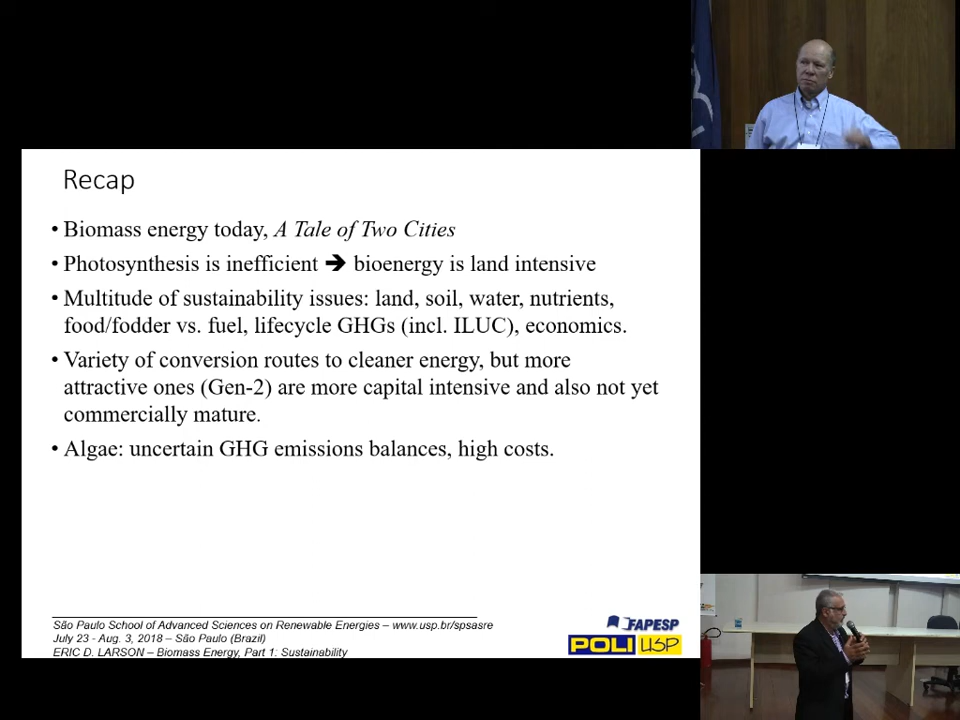 Recap
• Biomass energy today, A Tale of Two Cities
• Photosynthesis is inefficient ➔ bioenergy is land intensive
• Multitude of sustainability issues: land, soil, water, nutrients,
food/fodder vs. fuel, lifecycle GHGs (incl. ILUC), economics.
• Variety of conversion routes to cleaner energy, but more
attractive ones (Gen-2) are more capital intensive and also not yet
commercially mature.
• Algae: uncertain GHG emissions balances, high costs.
São Paulo School of Advanced Sciences on Renewable Energies – www.usp.br/spsasre
July 23 - Aug. 3, 2018 – São Paulo (Brazil)
ERIC D. LARSON – Biomass Energy, Part 1: Sustainability
FAPESP
POLI USP